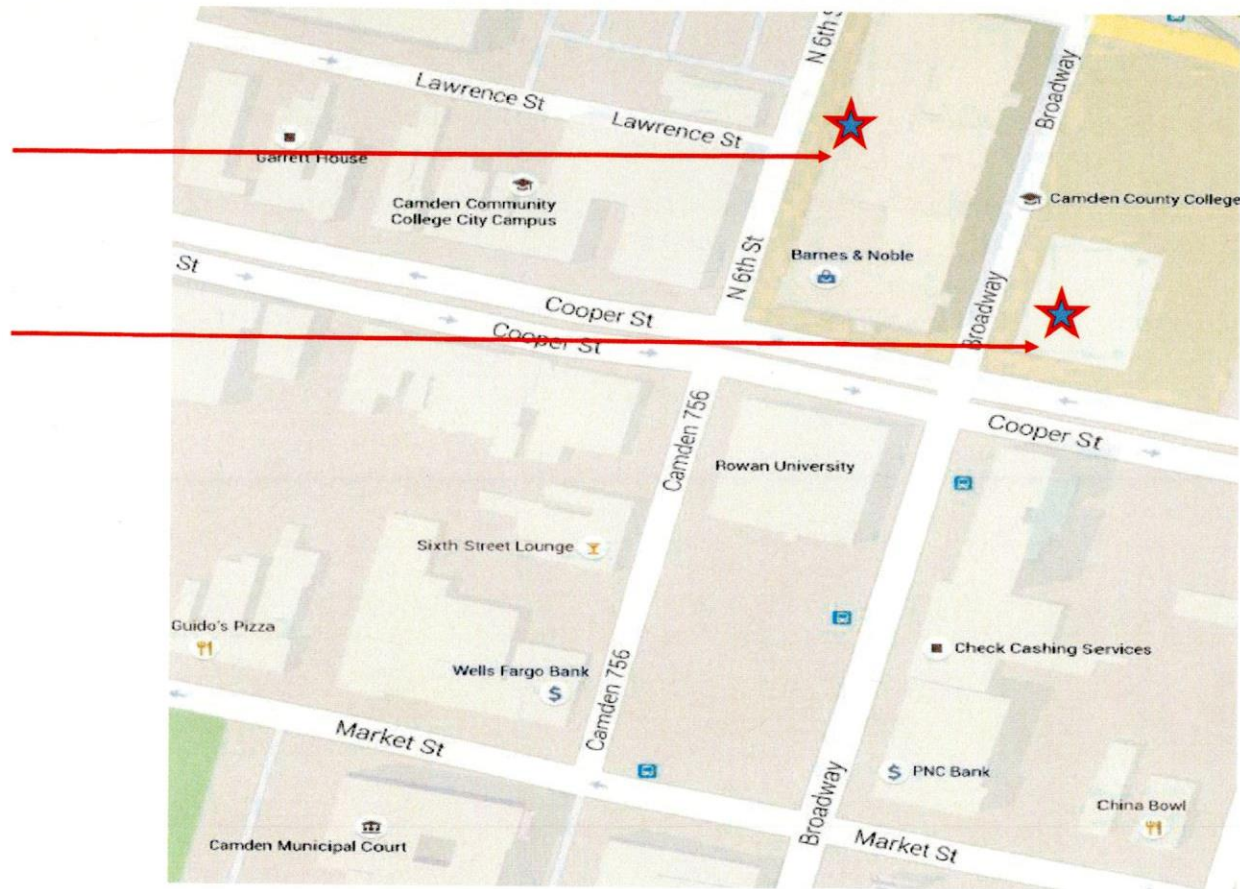 N 6th St
Broadway
Lawrence St
Lawrence St
Garrett House
Camden Community
College City Campus
Camden County College
N 6th St
Barnes & Noble
St
Cooper St
Cooper St
Broadway
Cooper St
Camden 756
Rowan University
Sixth Street Lounge
Guido's Pizza
Check Cashing Services
Wells Fargo Bank
$
Camden 756
Market St
Broadway
$ PNC Bank
China Bowl
Camden Municipal Court
Market St